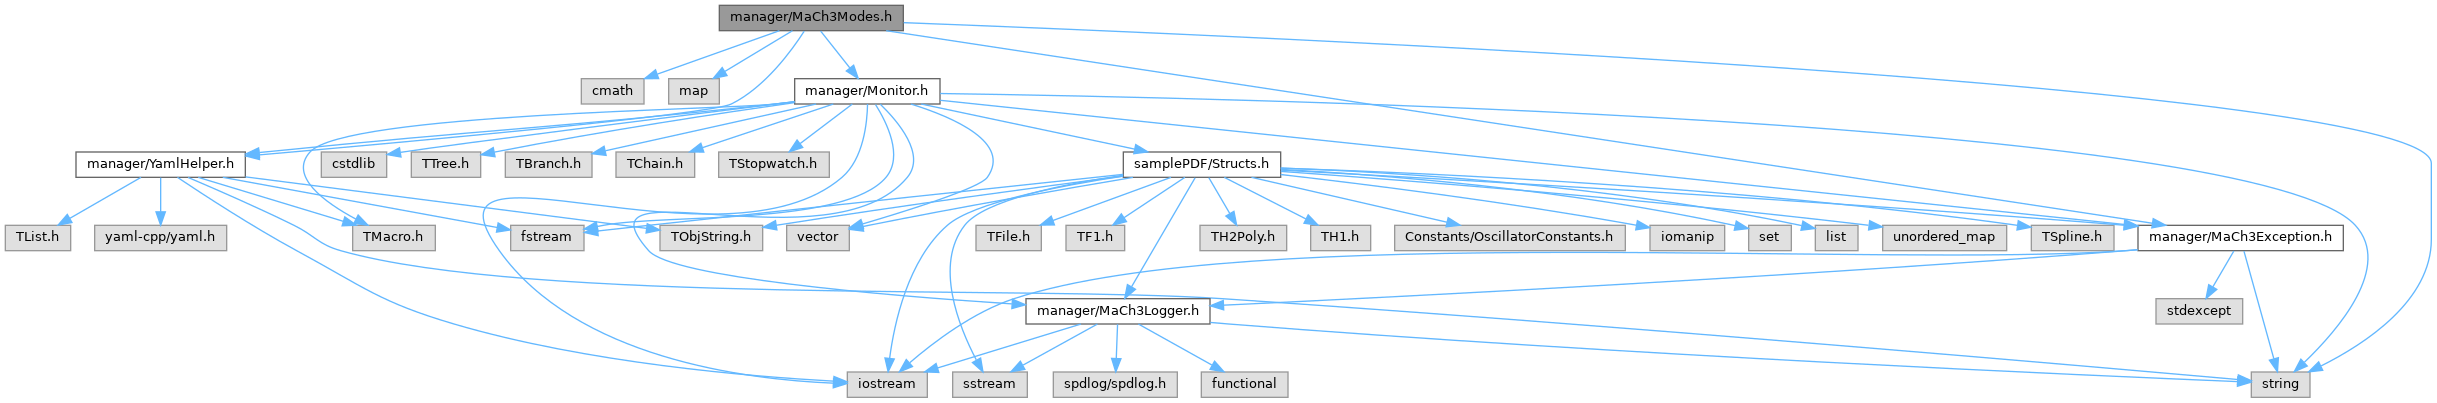 manager/MaCh3Modes.h
cmath
map
manager/Monitor.h
manager/YamlHelper.h
cstdlib
TTree.h
TBranch.h
TChain.h
TStopwatch.h
samplePDF/Structs.h
TList.h
yaml-cpp/yaml.h
TMacro.h
fstream
TObjString.h
vector
TFile.h
TF1.h
TH2Poly.h
TH1.h
Constants/OscillatorConstants.h
iomanip
set
list
unordered_map
TSpline.h
manager/MaCh3Exception.h
manager/MaCh3Logger.h
stdexcept
iostream
sstream
spdlog/spdlog.h
functional
string